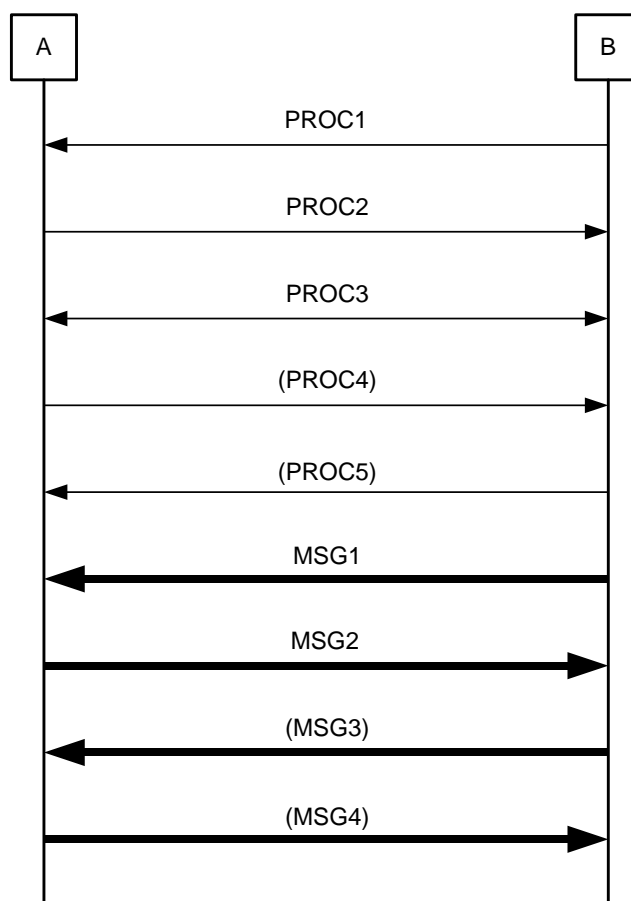 A
B
PROC1
PROC2
PROC3
(PROC4)
(PROC5)
MSG1
MSG2
(MSG3)
(MSG4)